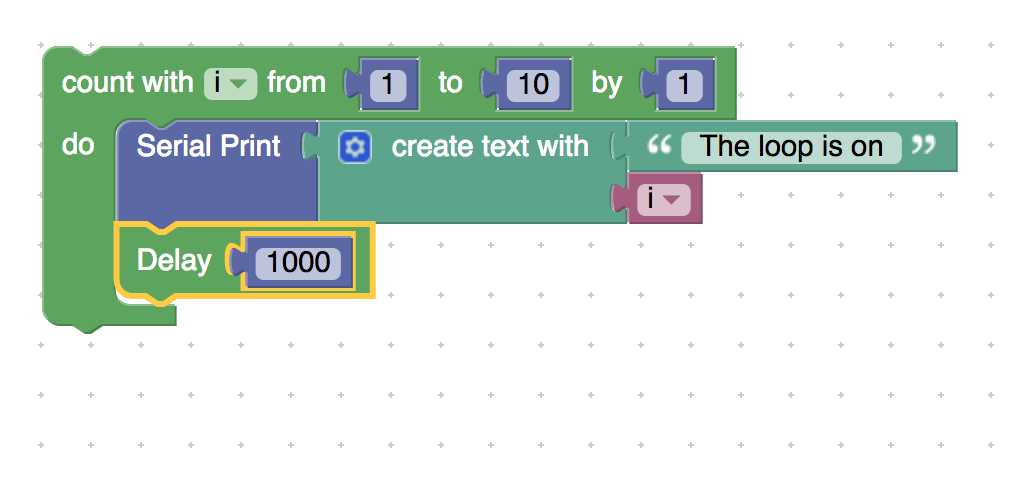 count with i from 1 to 10 by 1
do Serial Print create text with “ The loop is on ”
i
Delay 1000